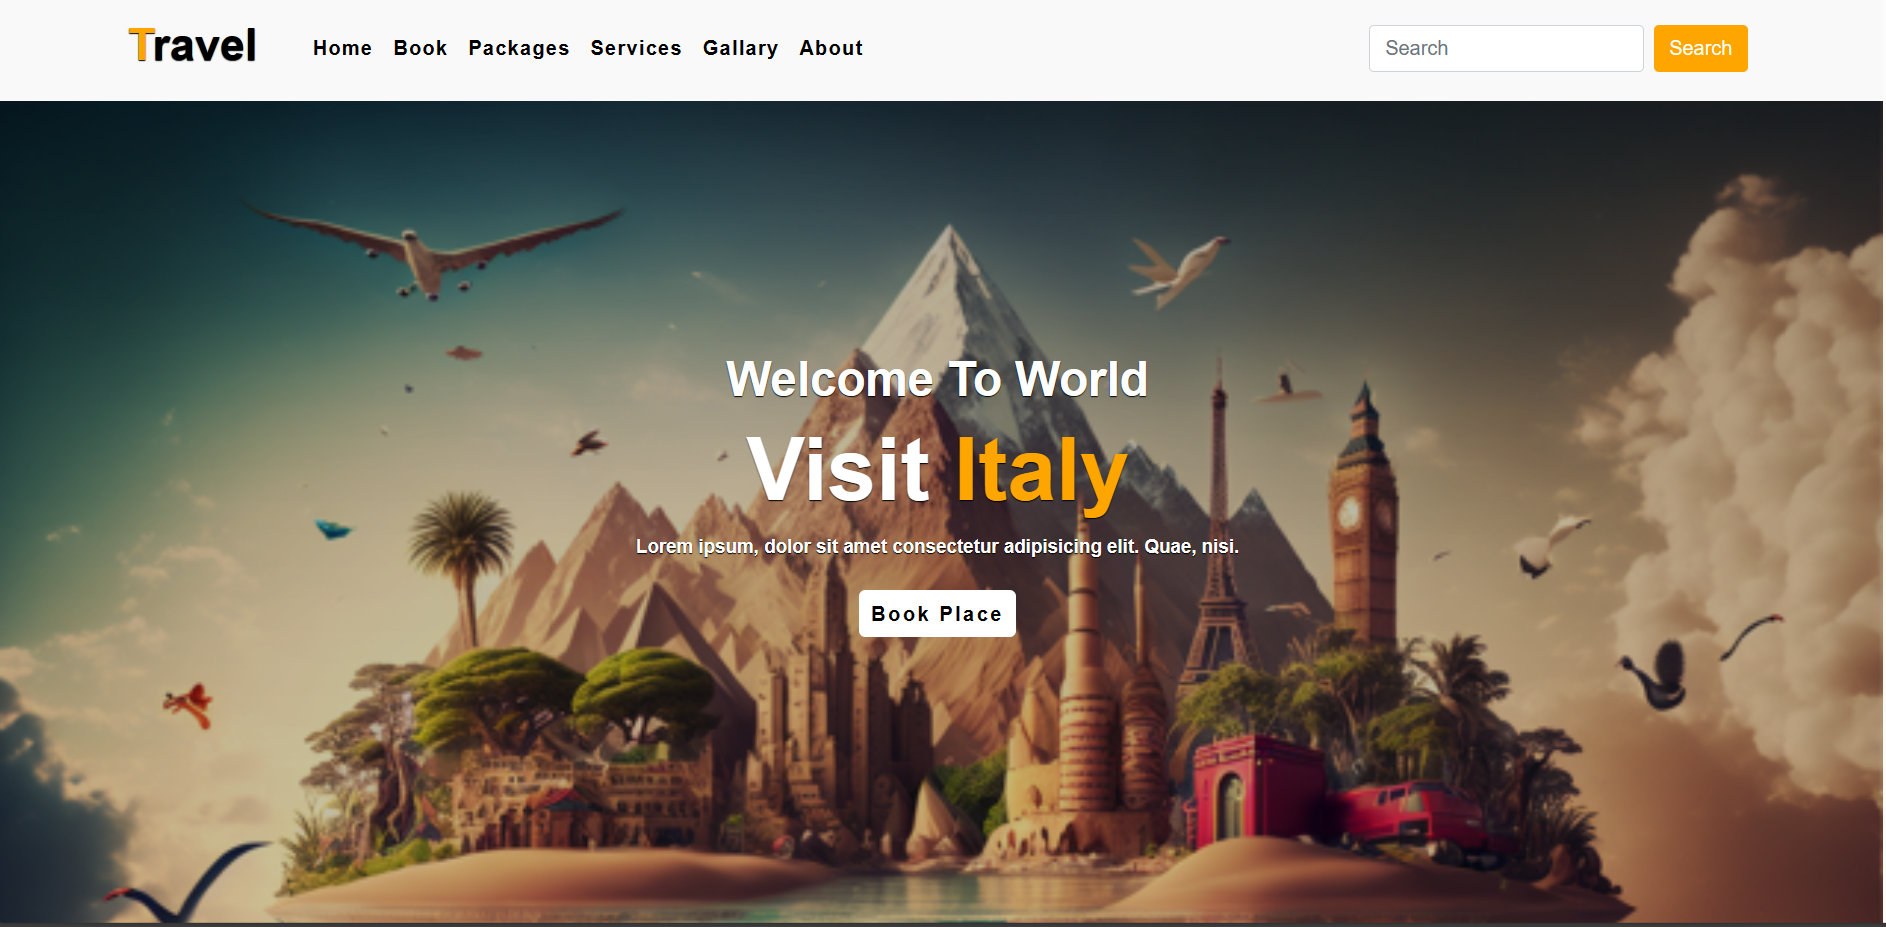 Travel Home Book Packages Services Gallary About Search Search
Welcome To World
Visit Italy
Lorem ipsum, dolor sit amet consectetur adipisicing elit. Quae, nisi.
Book Place